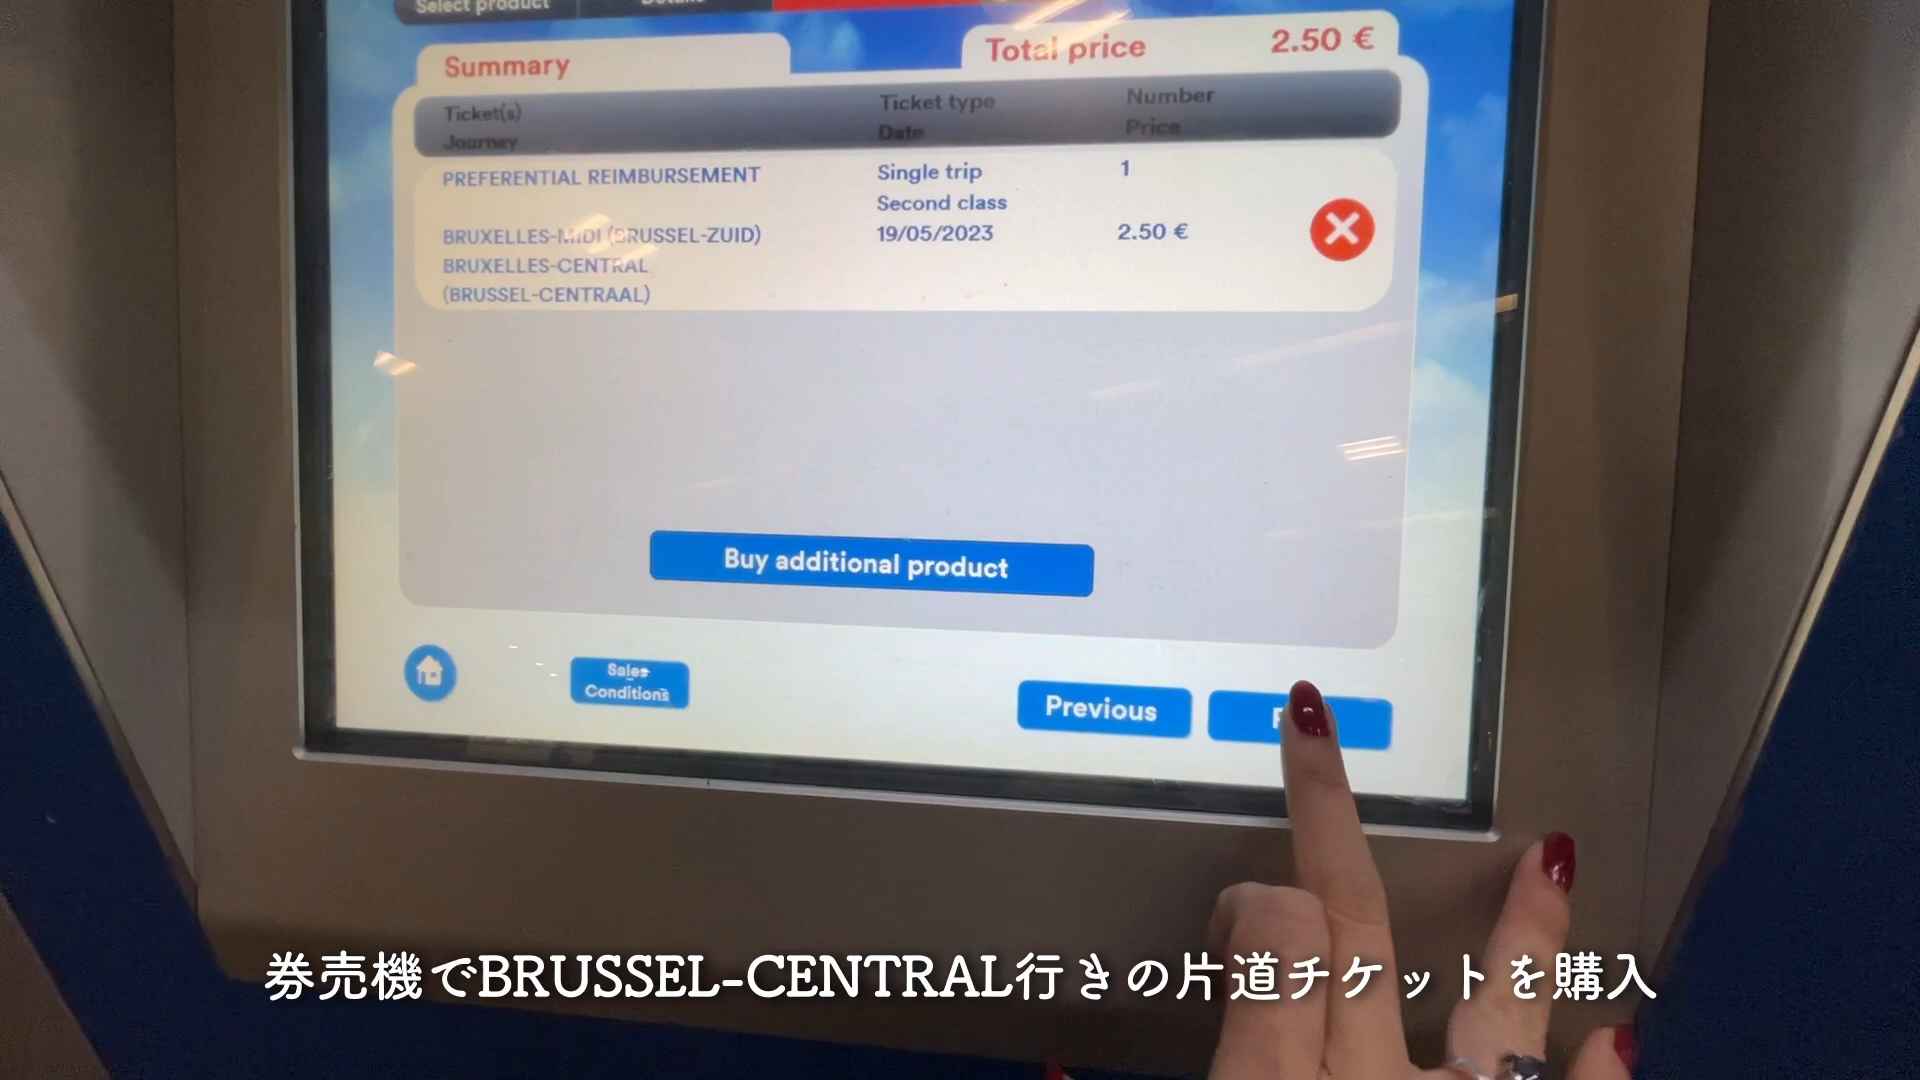 Select product
Details
Summary
Total price 2.50 €
Ticket(s) Ticket type Number
Journey Date Price
PREFERENTIAL REIMBURSEMENT Single trip 1
Second class
BRUXELLES-MIDI (BRUSSEL-ZUID) 19/05/2023 2.50 €
BRUXELLES-CENTRAL
(BRUSSEL-CENTRAAL)
Buy additional product
Sales
Conditions
Previous
券売機でBRUSSEL-CENTRAL行きの片道チケットを購入